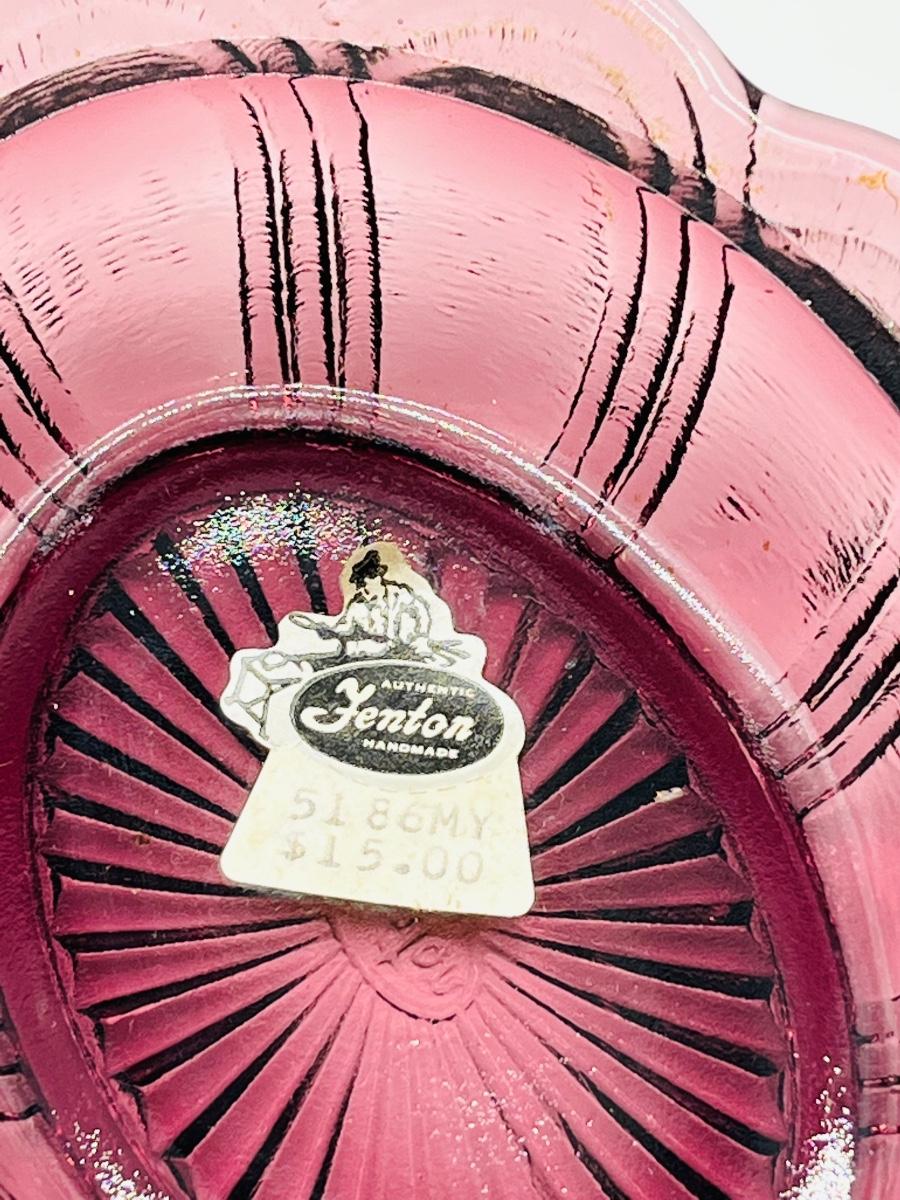 AUTHENTIC
Fenton
HANDMADE
5186MY
$15.00